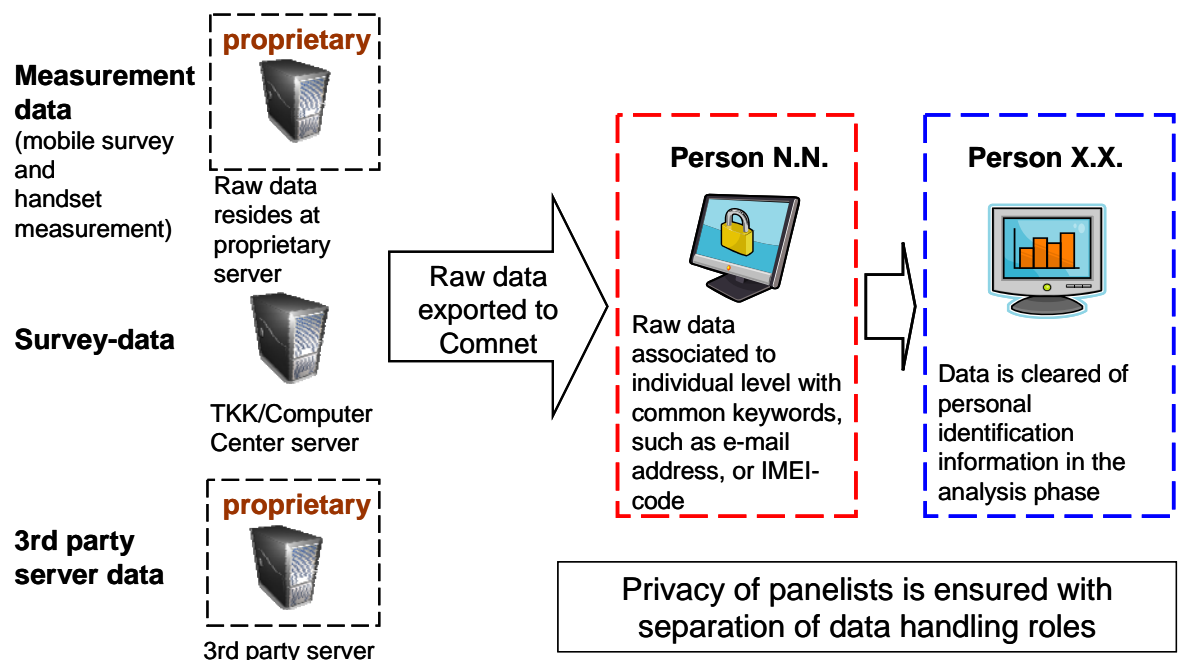 proprietary
Measurement
data
(mobile survey
and
handset
measurement)
Raw data
resides at
proprietary
server
Survey-data
TKK/Computer
Center server
proprietary
3rd party
server data
3rd party server
Raw data
exported to
Comnet
Person N.N.
Raw data
associated to
individual level with
common keywords,
such as e-mail
address, or IMEI-
code
Person X.X.
Data is cleared of
personal
identification
information in the
analysis phase
Privacy of panelists is ensured with
separation of data handling roles